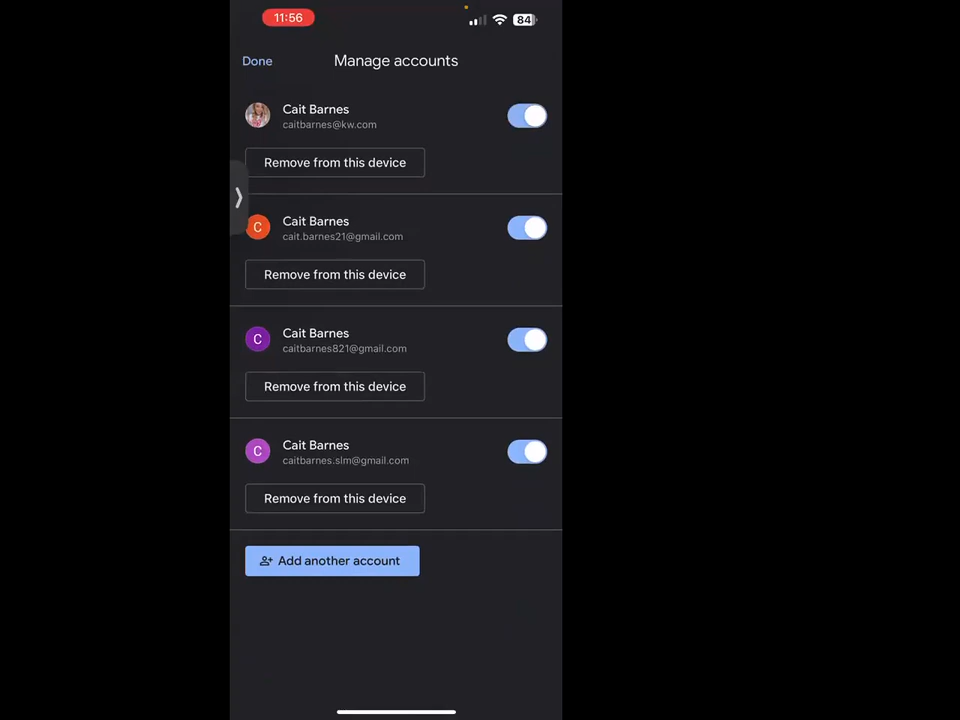 11:56
84
Done
Manage accounts
Cait Barnes
caitbarnes@kw.com
Remove from this device
C
Cait Barnes
cait.barnes21@gmail.com
Remove from this device
C
Cait Barnes
caitbarnes821@gmail.com
Remove from this device
C
Cait Barnes
caitbarnes.slm@gmail.com
Remove from this device
Add another account